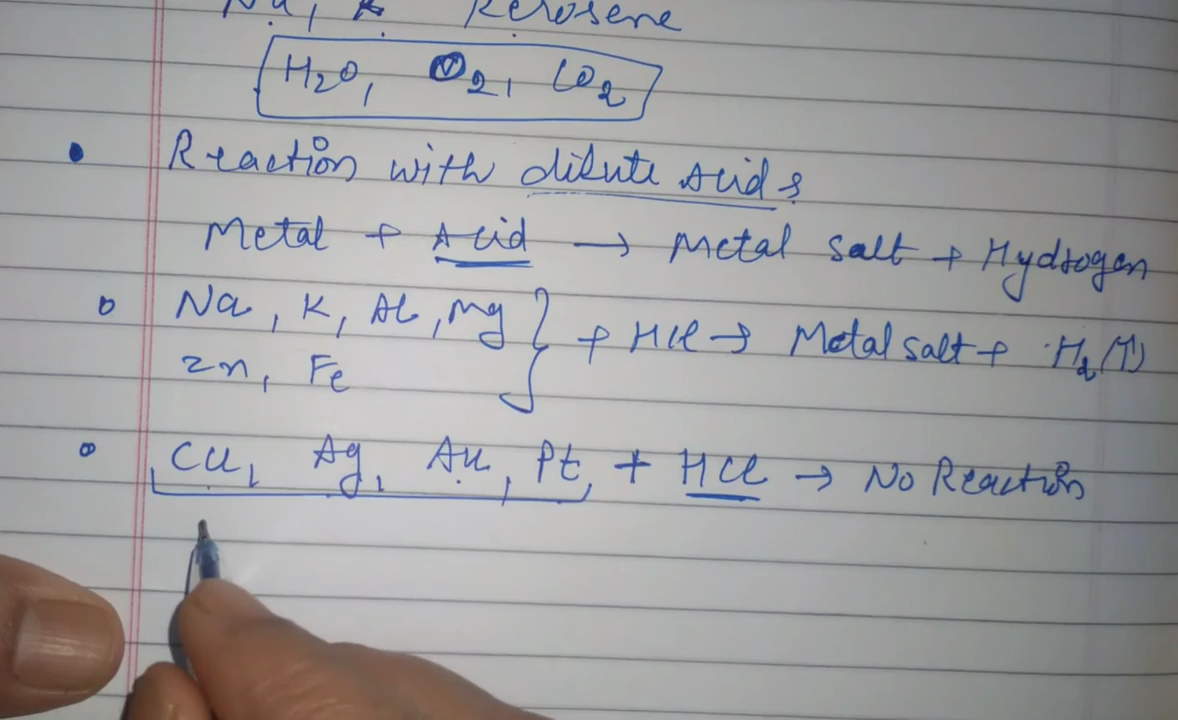 Na, K Kerosene
H2O, O2, CO2
• Reaction with dilute Acids
Metal + Acid → Metal salt + Hydrogen
Na, K, Al, Mg } + HCl → Metal salt + H2(↑)
Zn, Fe
Cu, Ag, Au, Pt, + HCl → No Reaction